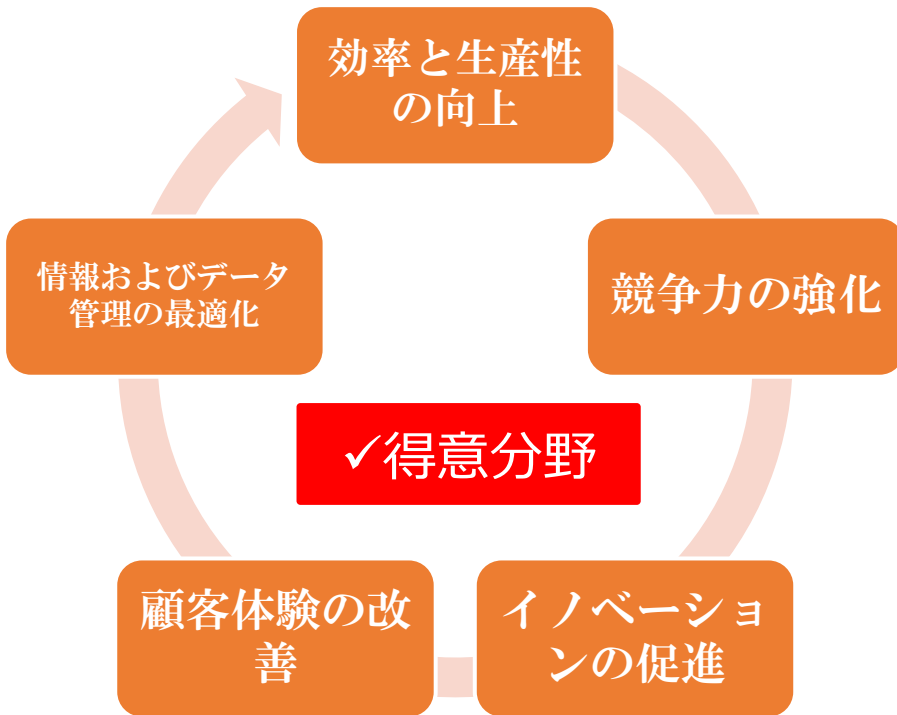 効率と生産性
の向上
競争力の強化
イノベーショ
ンの促進
顧客体験の改
善
情報およびデータ
管理の最適化
✓得意分野